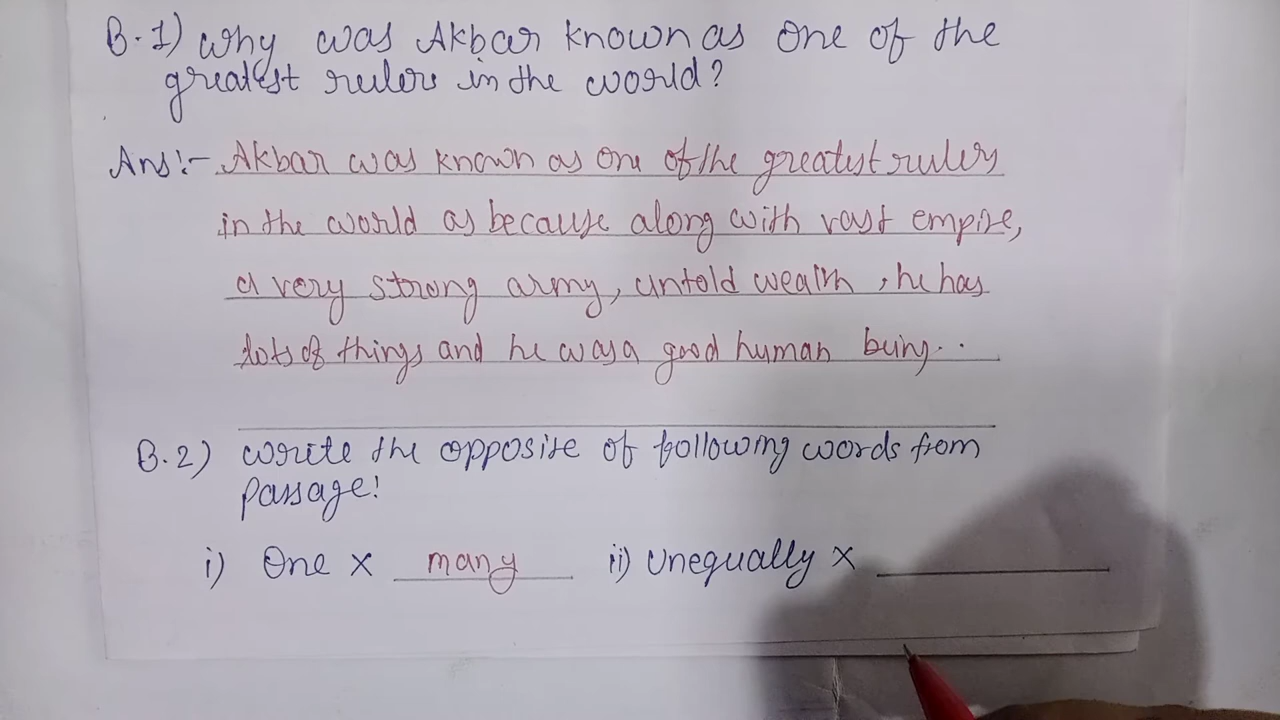 B.1) Why was Akbar known as one of the
greatest rulers in the world?
Ans:- Akbar was known as one of the greatest rulers
in the world as because along with vast empire,
a very strong army, untold wealth, he has
lots of things and he was a good human being..
B.2) Write the opposite of following words from
passage!
i) One × many ii) Unequally ×